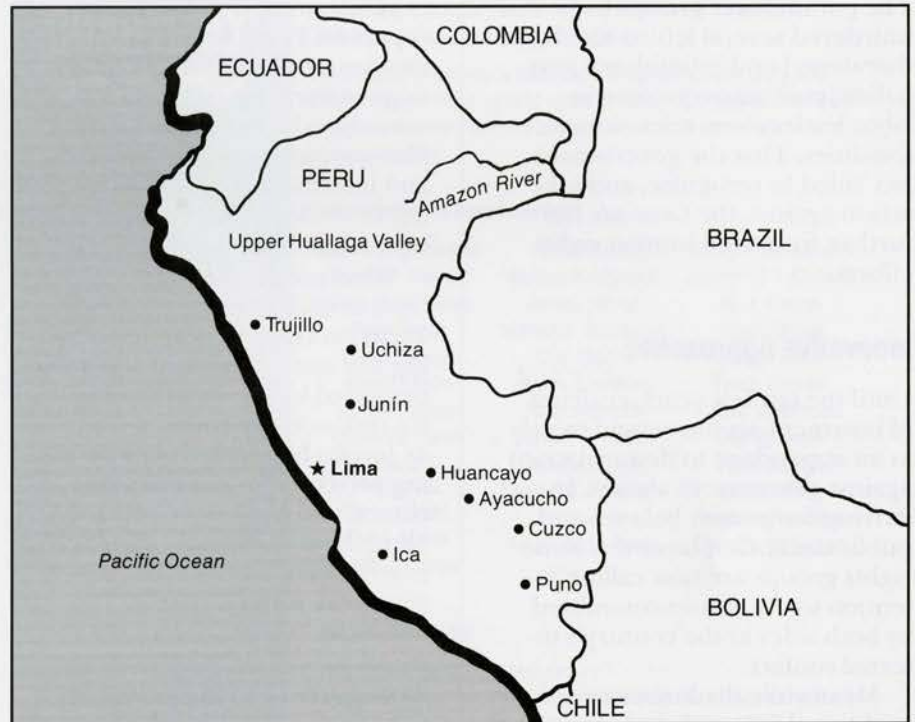 COLOMBIA
ECUADOR
PERU
Amazon River
BRAZIL
Upper Huallaga Valley
Trujillo
Uchiza
Junín
Lima
Huancayo
Ayacucho
Cuzco
Ica
Pacific Ocean
Puno
BOLIVIA
CHILE